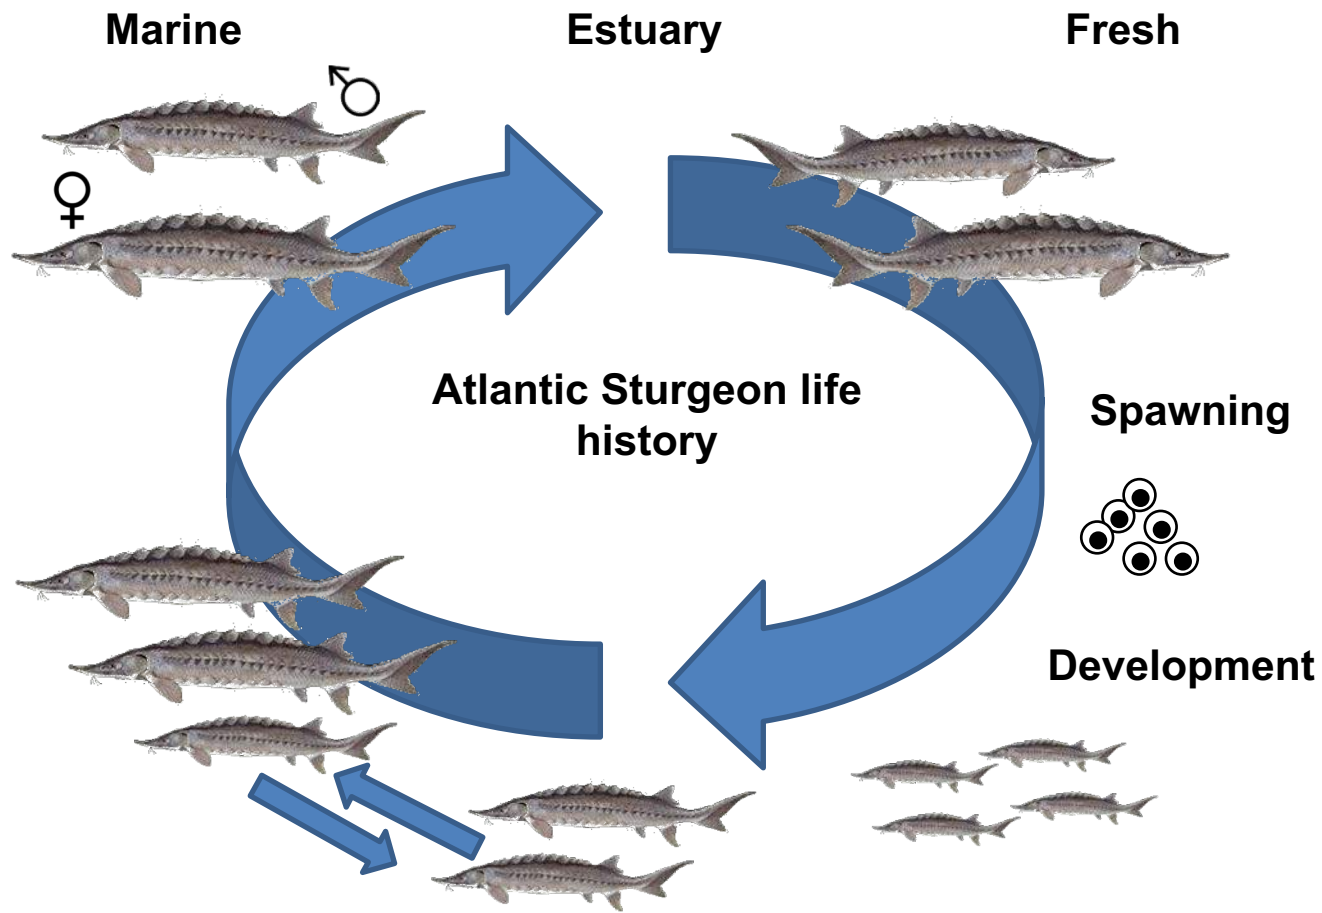 Marine
Estuary
Fresh
Atlantic Sturgeon life
history
Spawning
Development